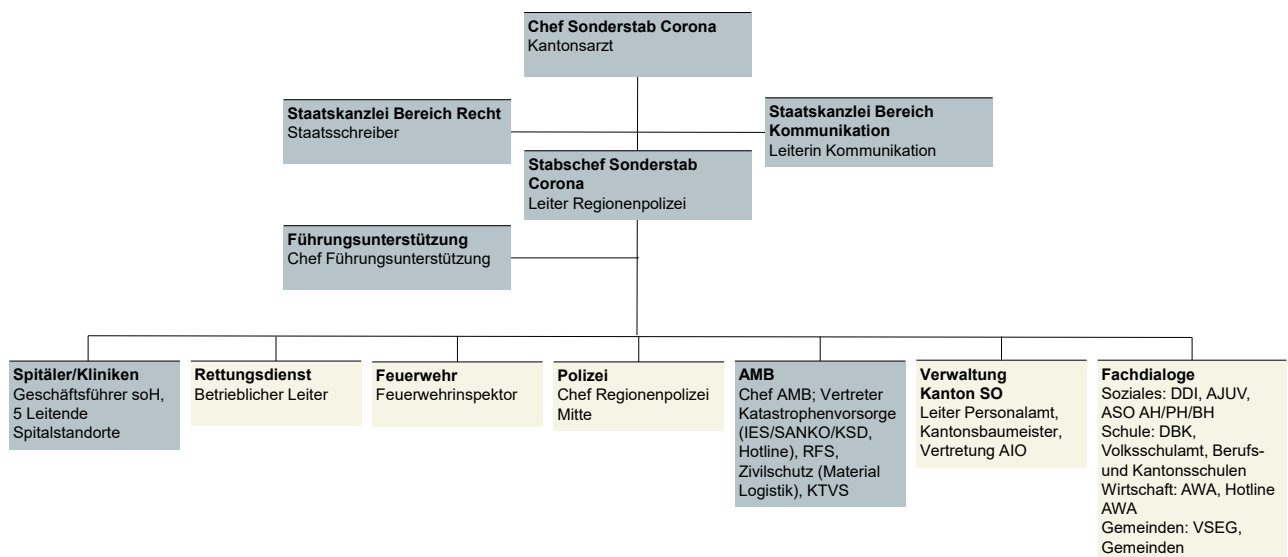 Chef Sonderstab Corona
Kantonsarzt
Staatskanzlei Bereich Recht
Staatsschreiber
Staatskanzlei Bereich
Kommunikation
Leiterin Kommunikation
Stabschef Sonderstab
Corona
Leiter Regionenpolizei
Führungsunterstützung
Chef Führungsunterstützung
Spitäler/Kliniken
Geschäftsführer soH,
5 Leitende
Spitalstandorte
Rettungsdienst
Betrieblicher Leiter
Feuerwehr
Feuerwehrinspektor
Polizei
Chef Regionenpolizei
Mitte
AMB
Chef AMB; Vertreter
Katastrophenvorsorge
(IES/SANKO/KSD,
Hotline), RFS,
Zivilschutz (Material
Logistik), KTVS
Verwaltung
Kanton SO
Leiter Personalamt,
Kantonsbaumeister,
Vertretung AIO
Fachdialoge
Soziales: DDI, AJUV,
ASO AH/PH/BH
Schule: DBK,
Volksschulamt, Berufs-
und Kantonsschulen
Wirtschaft: AWA, Hotline
AWA
Gemeinden: VSEG,
Gemeinden